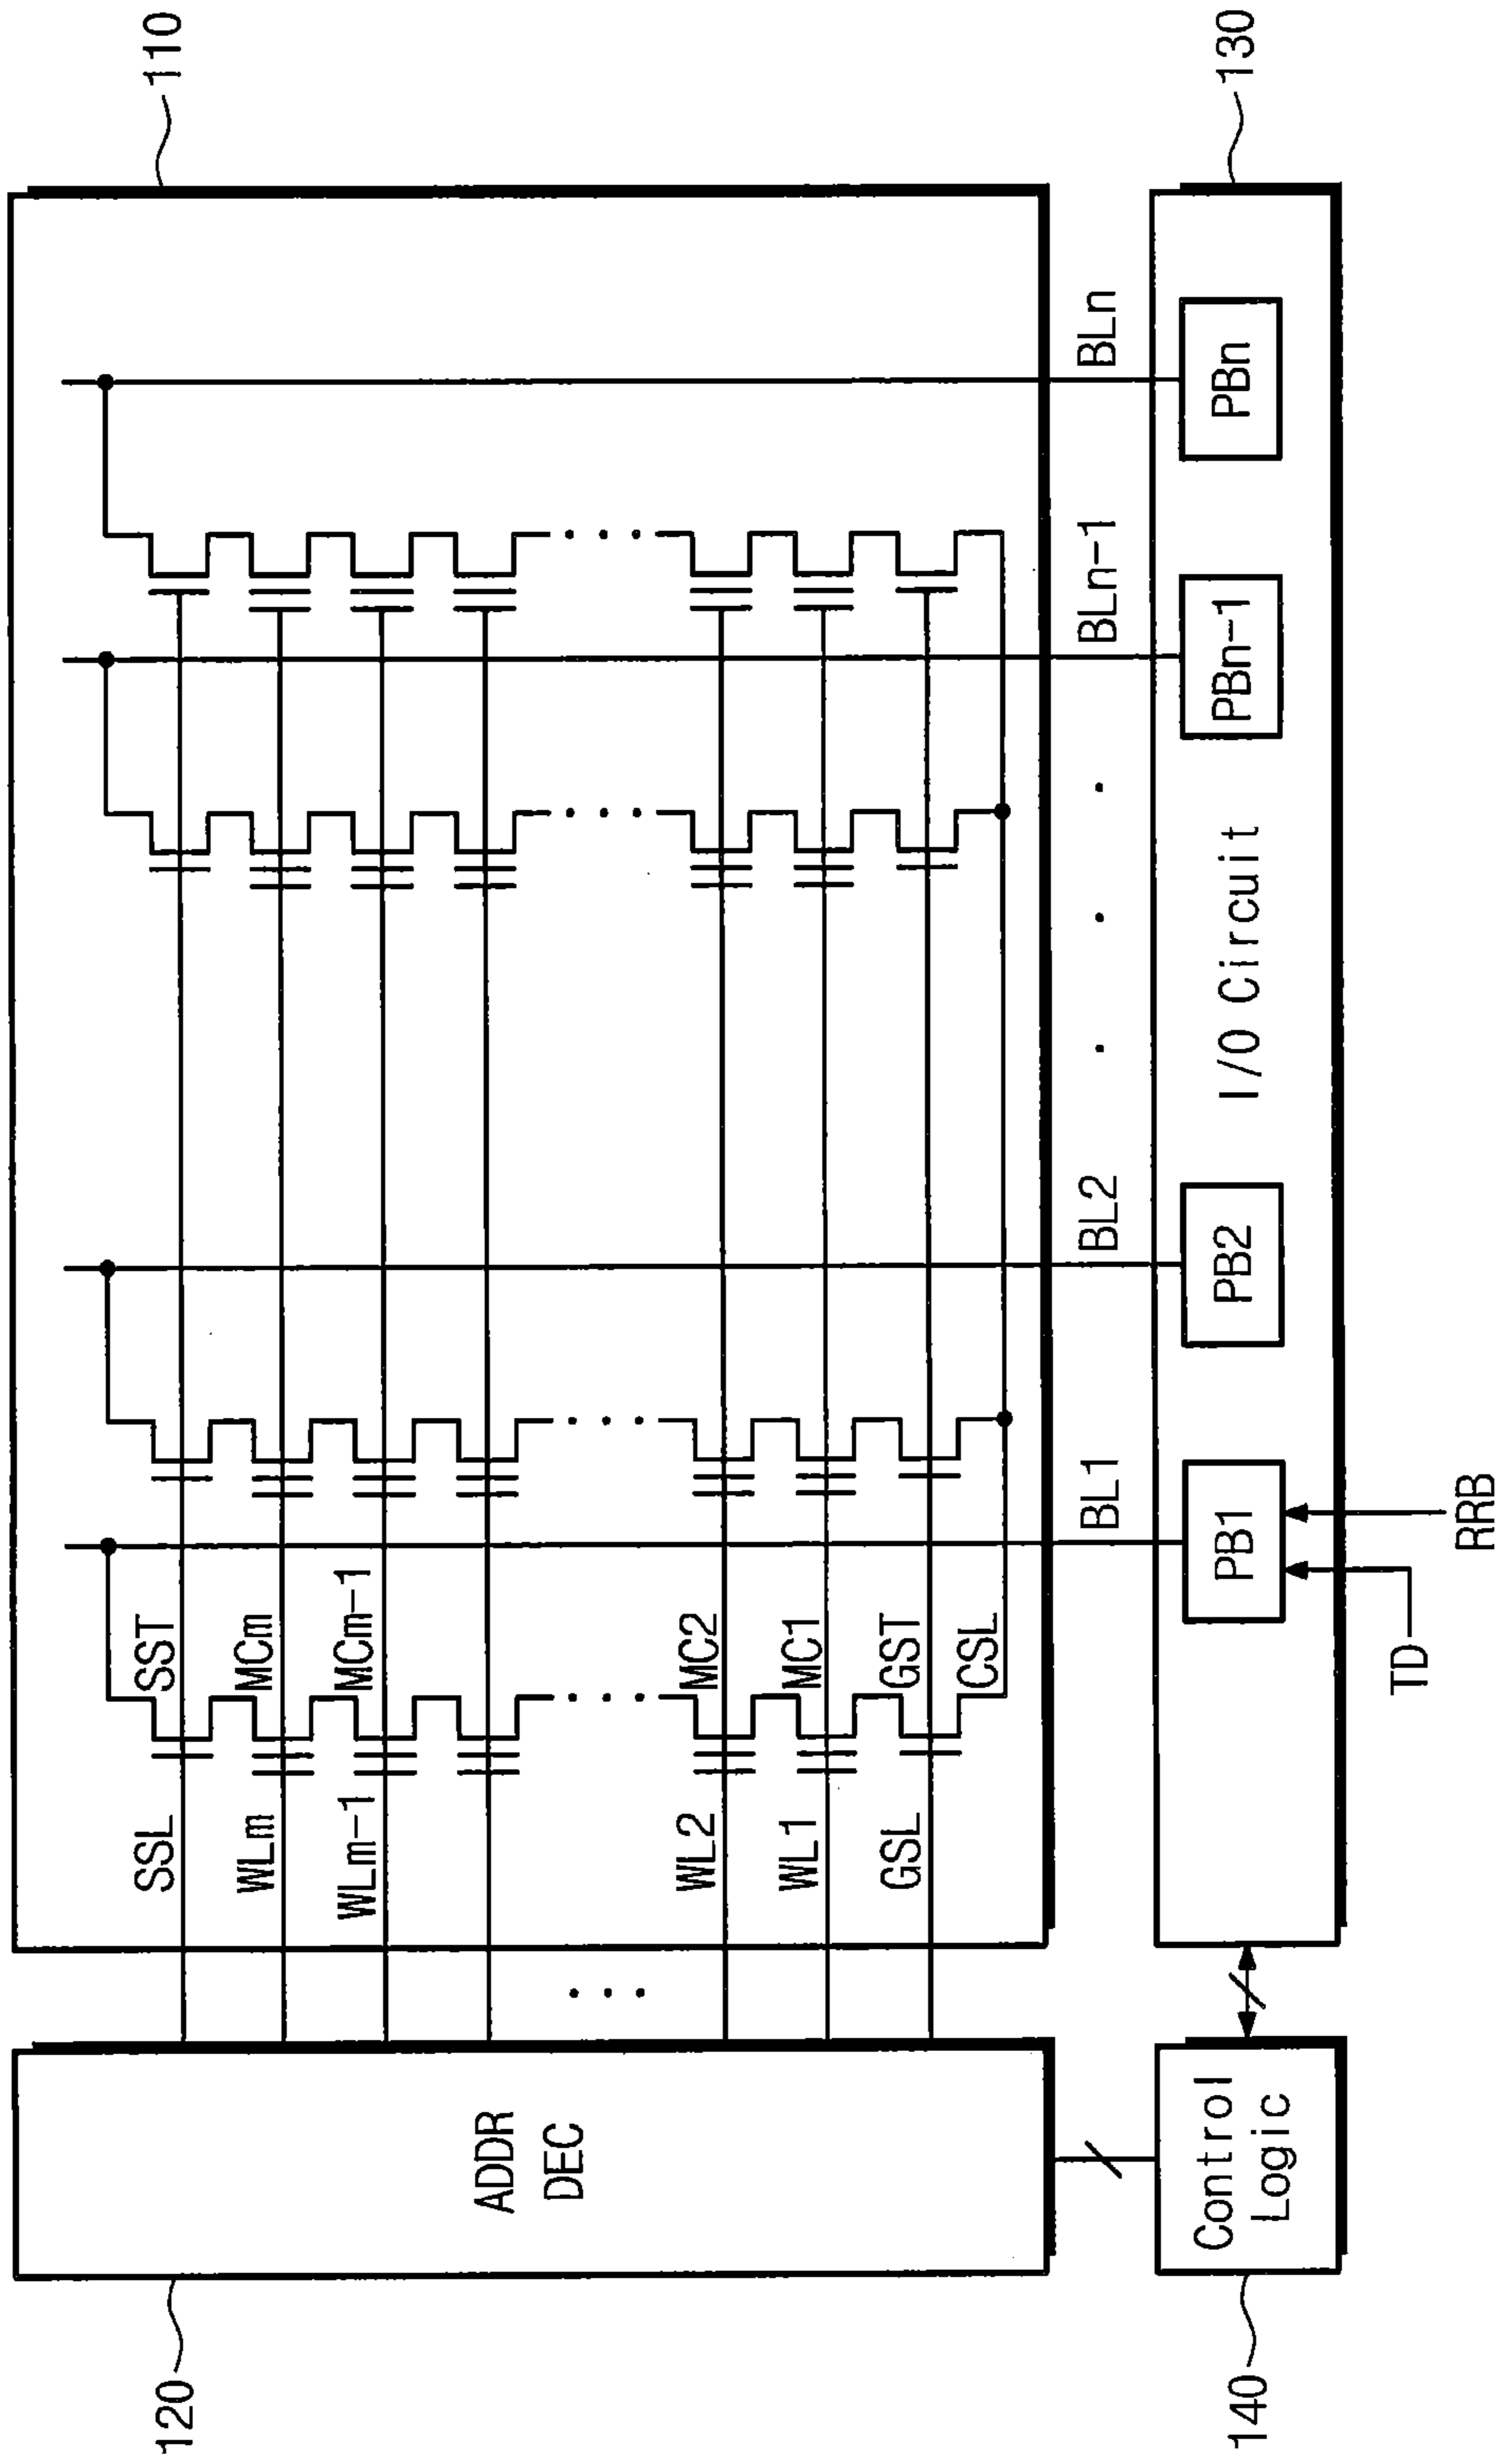 110
120
ADDR
DEC
SSL
SST
WLm
MCm
WLm-1
MCm-1
WL2
MC2
WL1
MC1
GSL
GST
CSL
BL1
BL2
. . .
BLn-1
BLn
130
140
Control
Logic
PB1
PB2
I/O Circuit
PBn-1
PBn
TD
RRB